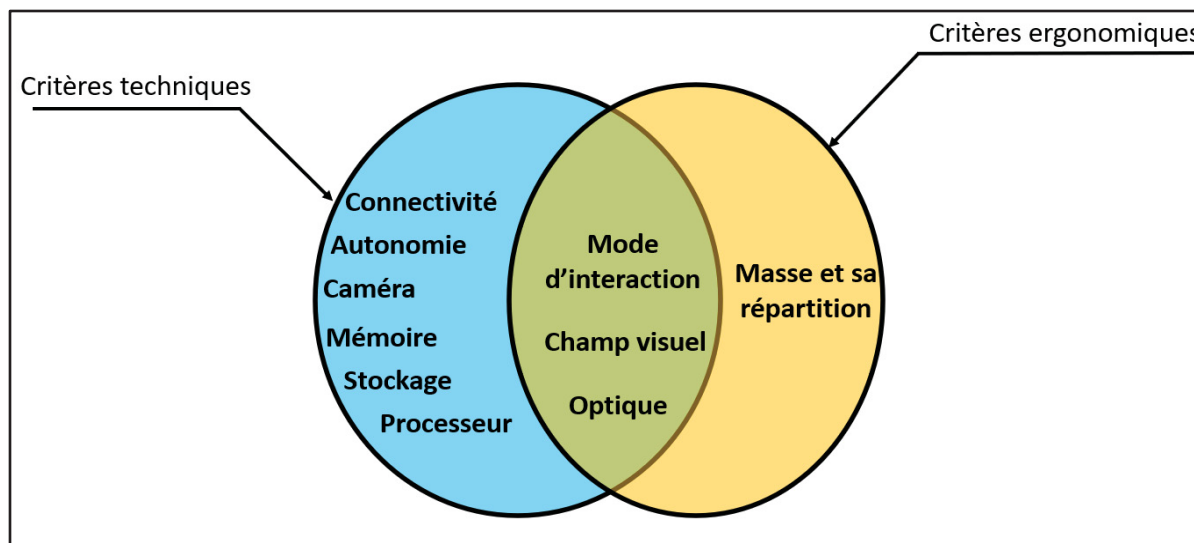 Critères ergonomiques
Critères techniques
Connectivité
Autonomie
Caméra
Mémoire
Stockage
Processeur
Mode
d'interaction
Champ visuel
Optique
Masse et sa
répartition